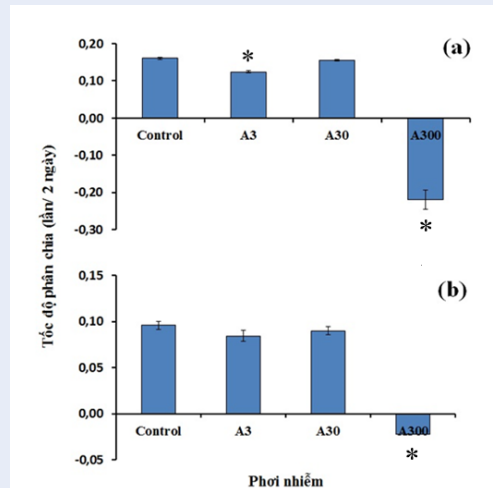 Tốc độ phân chia (lần/ 2 ngày)
(a)
0,20
0,10
0,00
-0,10
-0,20
-0,30
*
Control A3 A30 A300
*
(b)
0,15
0,10
0,05
0,00
-0,05
Control A3 A30 A300
*
Phơi nhiễm